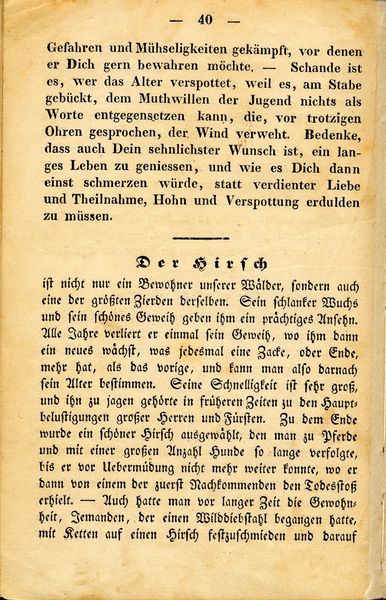 — 40 —
Gefahren und Mühseligkeiten gekämpft, vor denen
er Dich gern bewahren möchte. — Schande ist
es, wer das Alter verspottet, weil es, am Stabe
gebückt, dem Muthwillen der Jugend nichts als
Worte entgegensetzen kann, die, vor trotzigen
Ohren gesprochen, der Wind verweht. Bedenke,
dass auch Dein sehnlichster Wunsch ist, ein lan-
ges Leben zu geniessen, und wie es Dich dann
einst schmerzen würde, statt verdienter Liebe
und Theilnahme, Hohn und Verspottung erdulden
zu müssen.
Der Hirsch
ist nicht nur ein Bewohner unserer Wälder, sondern auch
eine der größten Zierden derselben. Sein schlanker Wuchs
und sein schönes Geweih geben ihm ein prächtiges Ansehn.
Alle Jahre verliert er einmal sein Geweih, wo ihm dann
ein neues wächst, was jedesmal eine Zacke, oder Ende,
mehr hat, als das vorige, und kann man also darnach
sein Alter bestimmen. Seine Schnelligkeit ist sehr groß,
und ihn zu jagen gehörte in früheren Zeiten zu den Haupt-
belustigungen großer Herren und Fürsten. Zu dem Ende
wurde ein schöner Hirsch ausgewählt, den man zu Pferde
und mit einer großen Anzahl Hunde so lange verfolgte,
bis er vor Uebermüdung nicht mehr weiter konnte, wo er
dann von einem der zuerst Nachkommenden den Todesstoß
erhielt. — Auch hatte man vor langer Zeit die Gewohn-
heit, Jemanden, der einen Wilddiebstahl begangen hatte,
mit Ketten auf einen Hirsch festzuschmieden und darauf